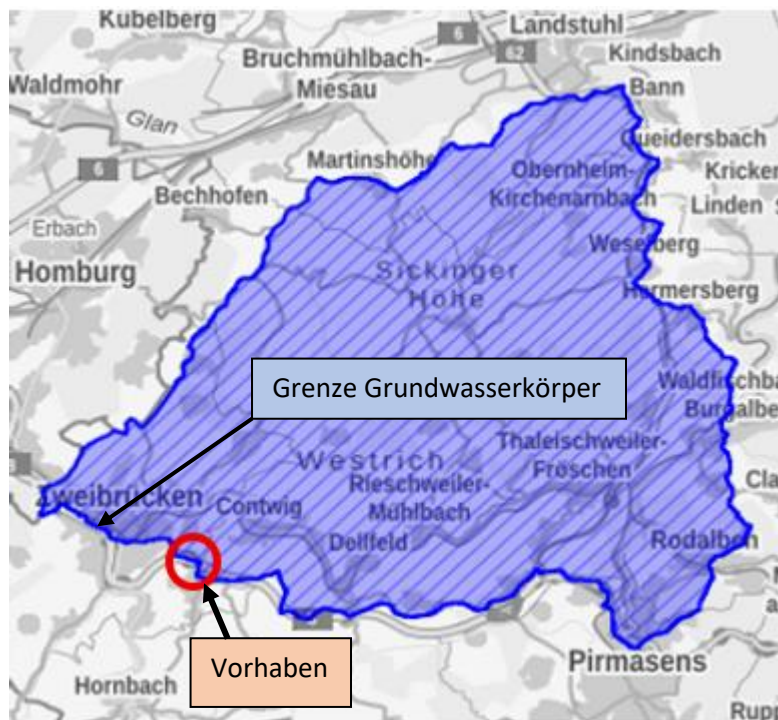 Kubelberg
Landstuhl
6
62
Bruchmühlbach-
Miesau
Kindsbach
Waldmohr
Bann
Glan
Queidersbach
Martinshöhe
Obernheim-
Kirchenarnbach
6
Bechhofen
Linden
Erbach
Weselberg
Homburg
Sickinger
Höhe
Hermersberg
Grenze Grundwasserkörper
Thaleischweiler-
Fröschen
Westrich
Zweibrücken
Contwig
Rieschweiler-
Mühlbach
Dellfeld
Rodalben
Vorhaben
Pirmasens
Hornbach